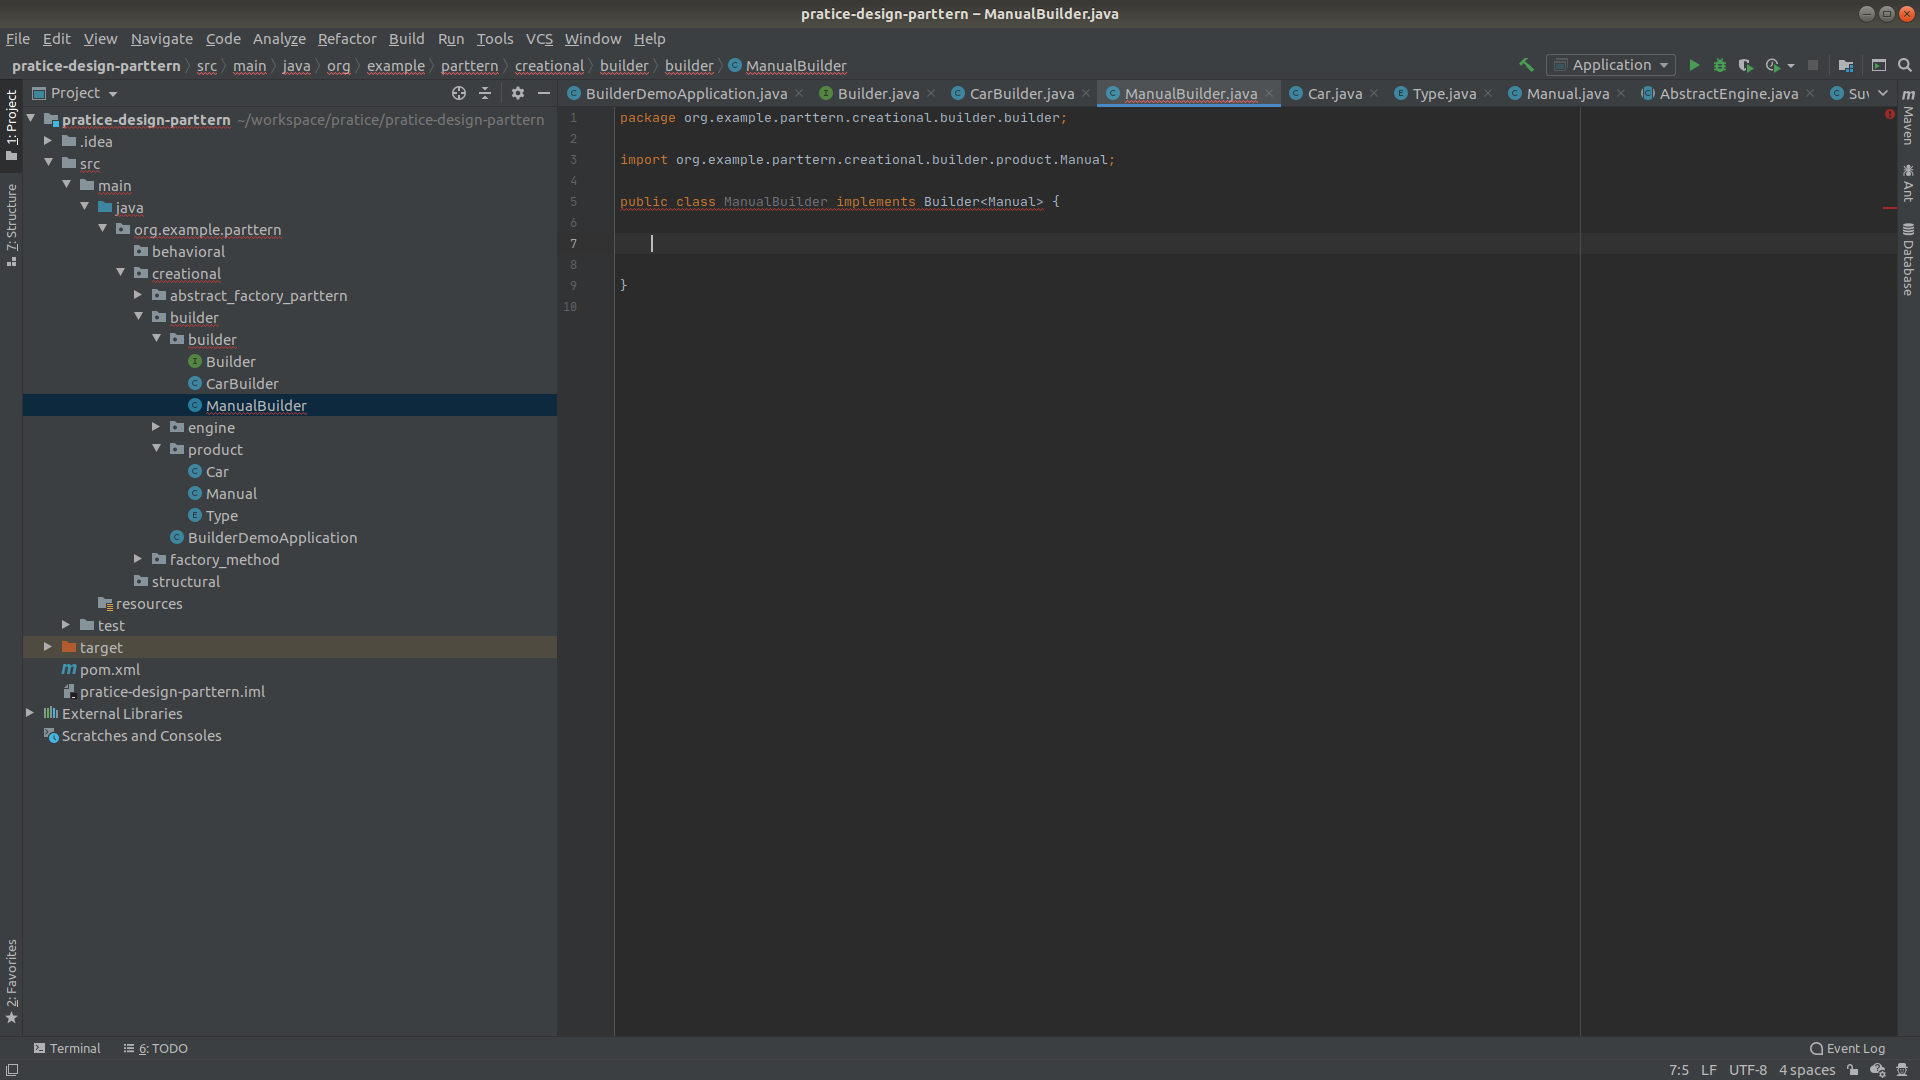 pratice-design-parttern – ManualBuilder.java
File Edit View Navigate Code Analyze Refactor Build Run Tools VCS Window Help
pratice-design-parttern src main java org example parttern creational builder builder ManualBuilder Application
Project BuilderDemoApplication.java Builder.java CarBuilder.java ManualBuilder.java Car.java Type.java Manual.java AbstractEngine.java Suv
1: Project
7: Structure
2: Favorites
pratice-design-parttern ~/workspace/pratice/pratice-design-parttern
.idea
src
main
java
org.example.parttern
behavioral
creational
abstract_factory_parttern
builder
builder
Builder
CarBuilder
ManualBuilder
engine
product
Car
Manual
Type
BuilderDemoApplication
factory_method
structural
resources
test
target
pom.xml
pratice-design-parttern.iml
External Libraries
Scratches and Consoles
1 package org.example.parttern.creational.builder.builder;
2
3 import org.example.parttern.creational.builder.product.Manual;
4
5 public class ManualBuilder implements Builder<Manual> {
6
7
8
9 }
10
Maven
Ant
Database
Terminal 6: TODO Event Log
7:5 LF UTF-8 4 spaces